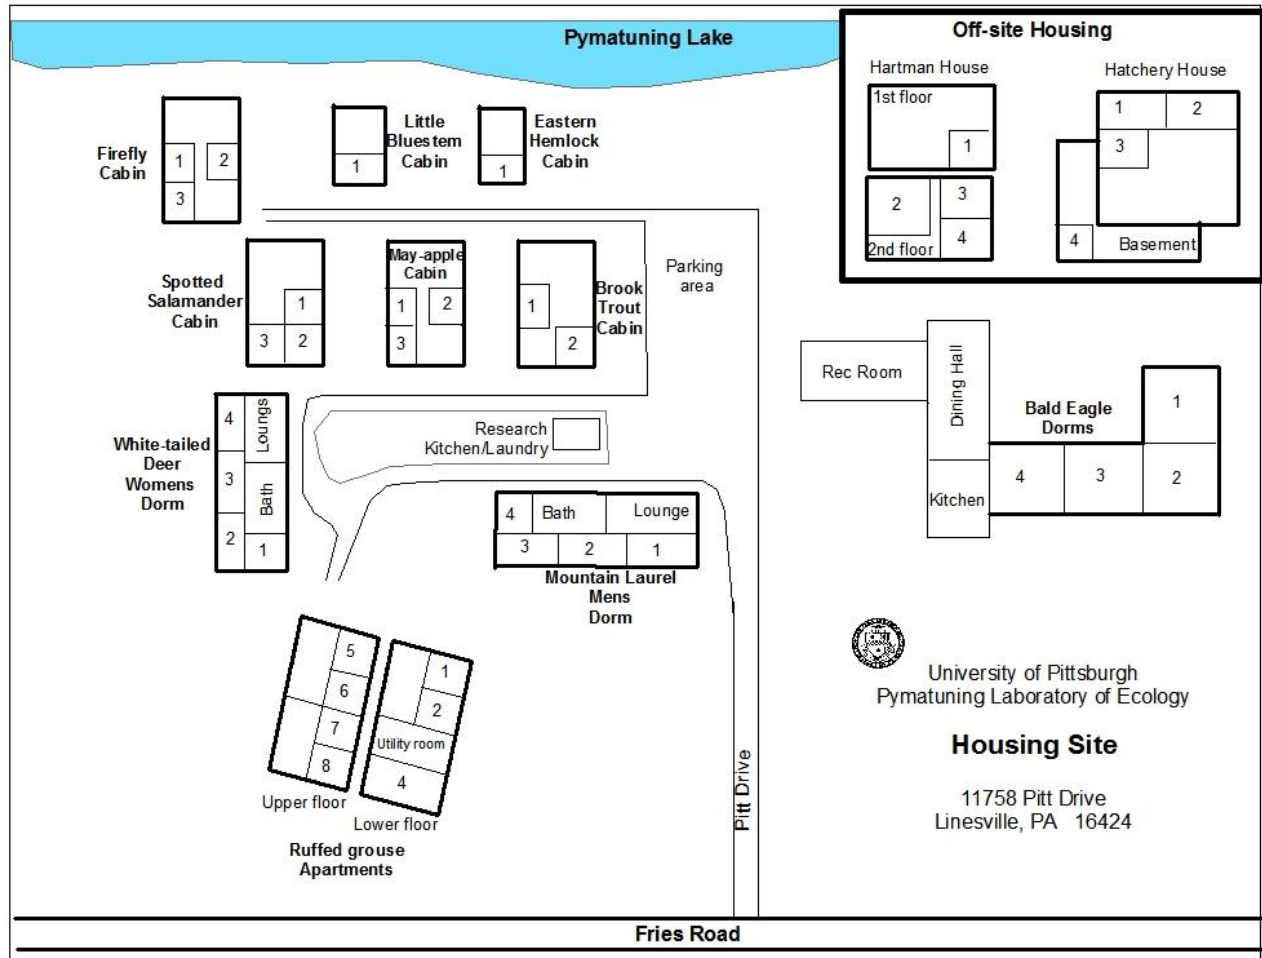 Pymatuning Lake
Off-site Housing
Hartman House
Hatchery House
1st floor
1
2
3
4
2nd floor
1
2
3
4
Basement
Firefly
Cabin
1
2
3
Little
Bluestem
Cabin
1
Eastern
Hemlock
Cabin
1
Spotted
Salamander
Cabin
1
3
2
May-apple
Cabin
1
2
3
Brook
Trout
Cabin
1
2
Parking
area
White-tailed
Deer
Womens
Dorm
4
3
2
1
Loungs
Bath
Research
Kitchen/Laundry
4
Bath
Lounge
3
2
1
Mountain Laurel
Mens
Dorm
Rec Room
Dining Hall
Kitchen
Bald Eagle
Dorms
1
4
3
2
5
6
7
8
Upper floor
1
2
Utility room
4
Lower floor
Ruffed grouse
Apartments
Pitt Drive
University of Pittsburgh
Pymatuning Laboratory of Ecology
Housing Site
11758 Pitt Drive
Linesville, PA 16424
Fries Road